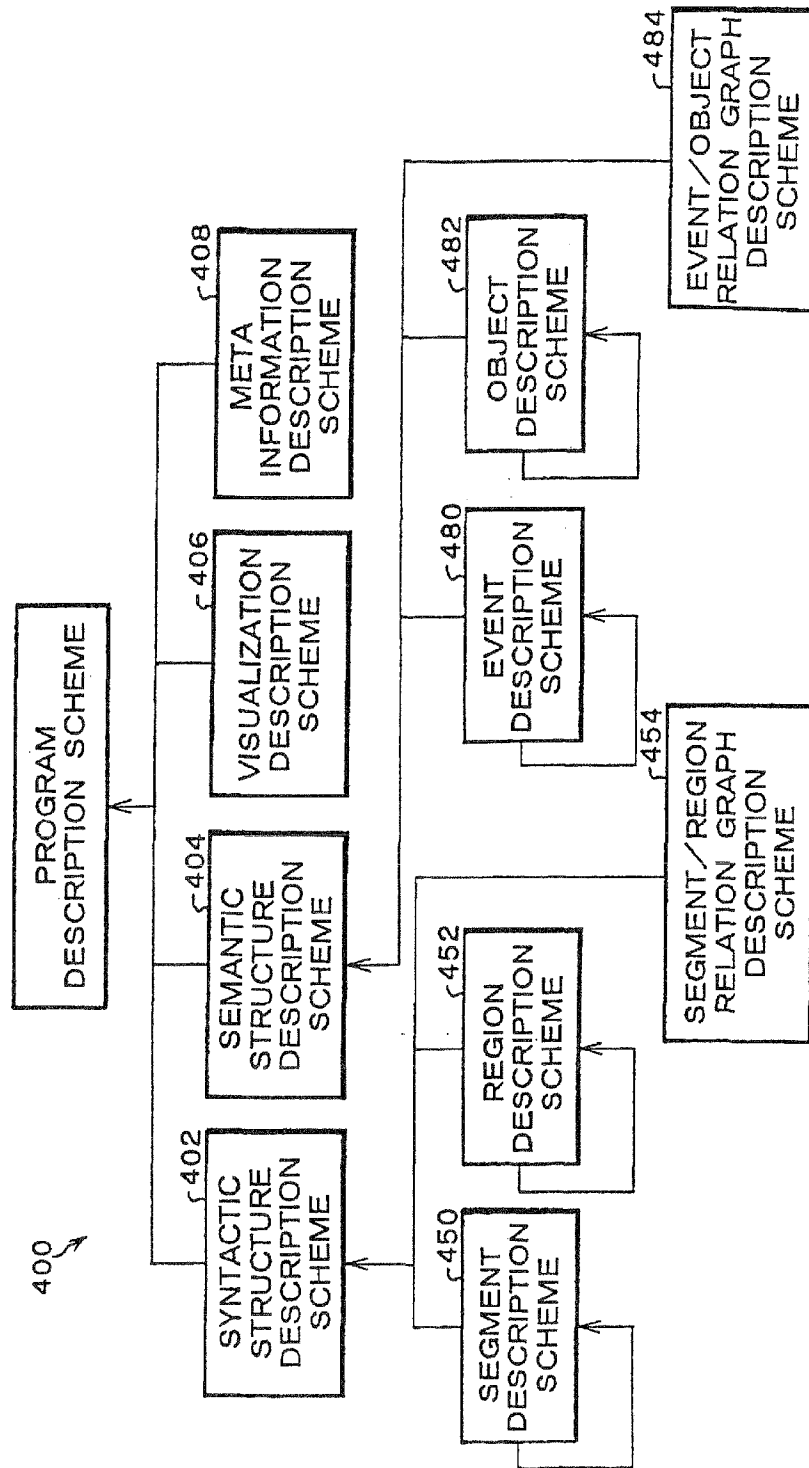 400
PROGRAM
DESCRIPTION SCHEME
402
SYNTACTIC
STRUCTURE
DESCRIPTION
SCHEME
404
SEMANTIC
STRUCTURE
DESCRIPTION
SCHEME
406
VISUALIZATION
DESCRIPTION
SCHEME
408
META
INFORMATION
DESCRIPTION
SCHEME
450
SEGMENT
DESCRIPTION
SCHEME
452
REGION
DESCRIPTION
SCHEME
454
SEGMENT/REGION
RELATION GRAPH
DESCRIPTION
SCHEME
480
EVENT
DESCRIPTION
SCHEME
482
OBJECT
DESCRIPTION
SCHEME
484
EVENT/OBJECT
RELATION GRAPH
DESCRIPTION
SCHEME